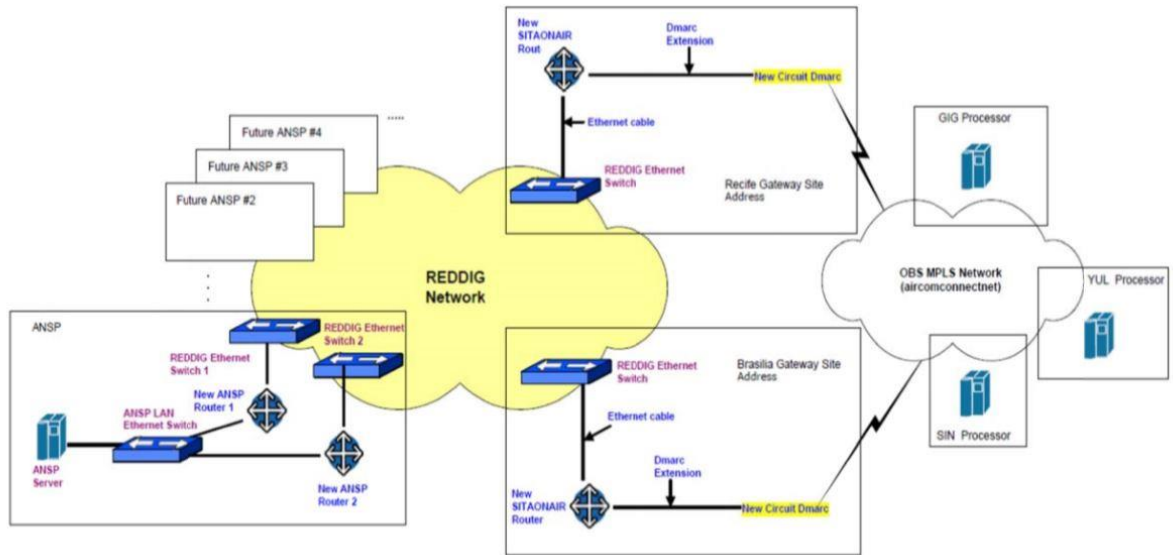 New
SITAONAIR
Rout
Dmarc
Extension
New Circuit Dmarc
Ethernet cable
REDDIG Ethernet
Switch
Recife Gateway Site
Address
GIG Processor
Future ANSP #4
.....
Future ANSP #3
Future ANSP #2
REDDIG
Network
OBS MPLS Network
(aircomconnectnet)
YUL Processor
SIN Processor
ANSP
REDDIG Ethernet
Switch 2
REDDIG Ethernet
Switch 1
New ANSP
Router 1
ANSP LAN
Ethernet Switch
ANSP
Server
New ANSP
Router 2
REDDIG Ethernet
Switch
Brasilia Gateway Site
Address
Ethernet cable
Dmarc
Extension
New
SITAONAIR
Router
New Circuit Dmarc